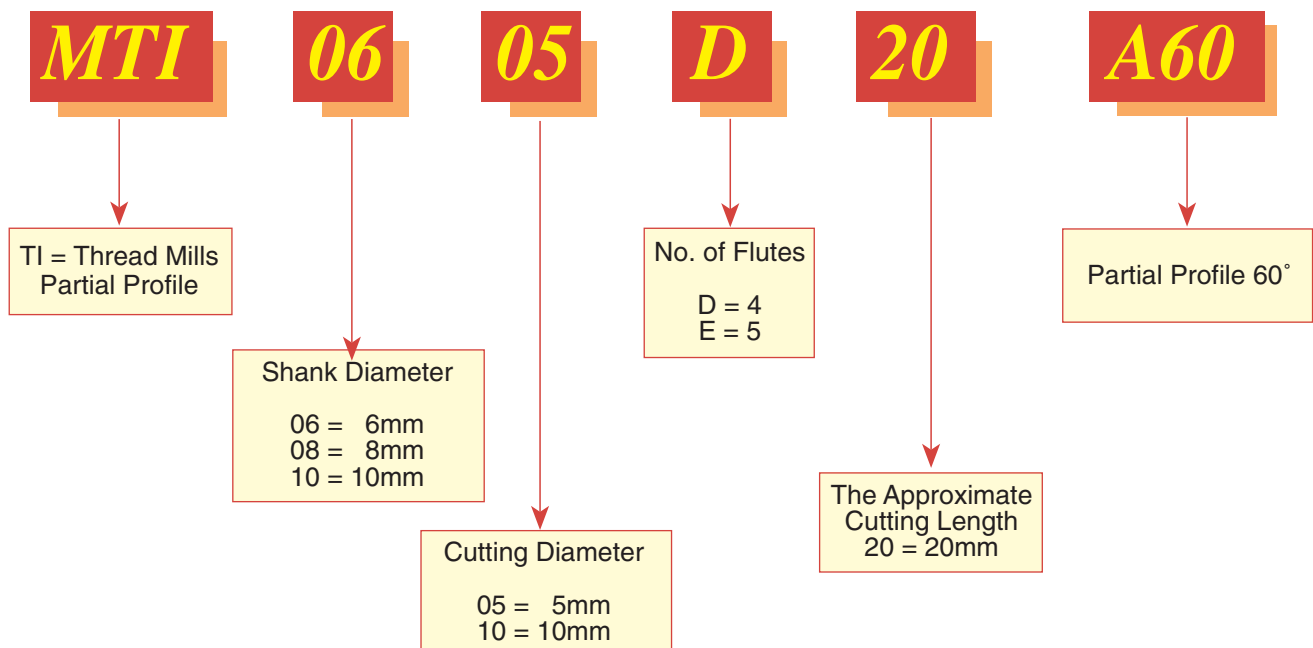 MTI 06 05 D 20 A60
TI = Thread Mills
Partial Profile
Shank Diameter
06 = 6mm
08 = 8mm
10 = 10mm
Cutting Diameter
05 = 5mm
10 = 10mm
No. of Flutes
D = 4
E = 5
The Approximate
Cutting Length
20 = 20mm
Partial Profile 60˚